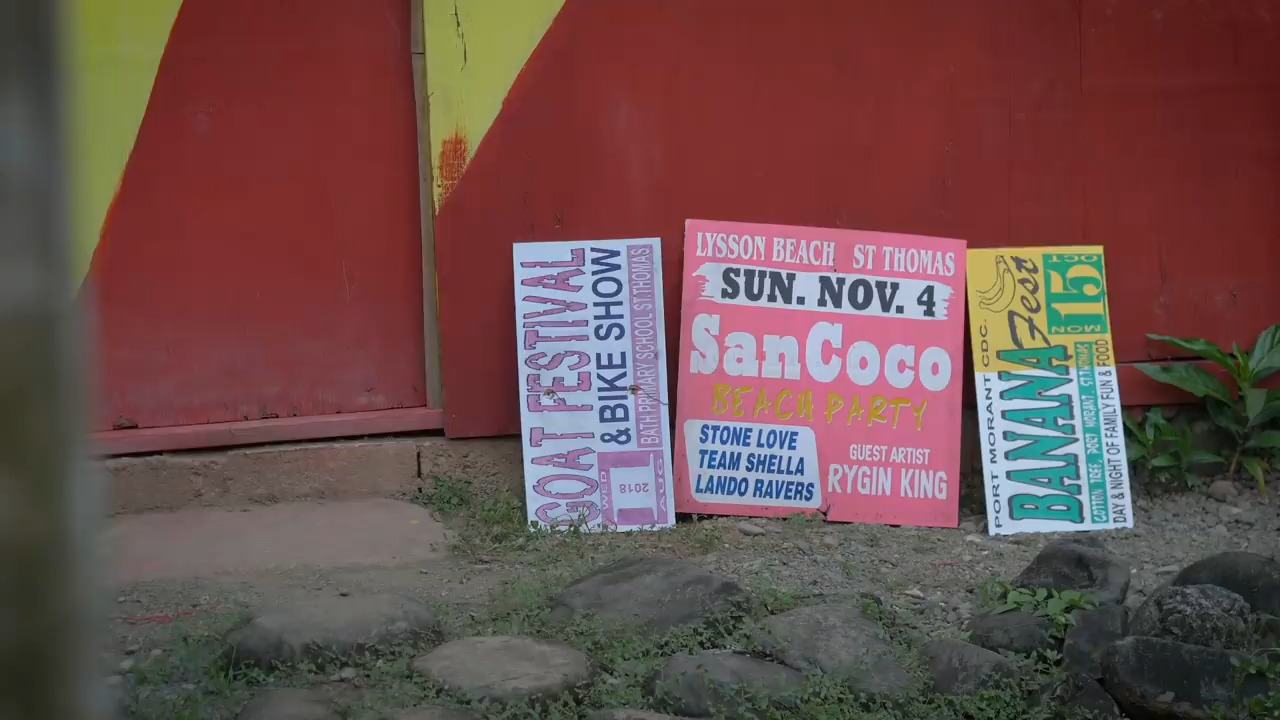 GOAT FESTIVAL
& BIKE SHOW
BATH PRIMARY SCHOOL ST.THOMAS
WED 1 AUG
2018
LYSSON BEACH ST THOMAS
SUN. NOV. 4
SanCoco
BEACH PARTY
STONE LOVE
TEAM SHELLA
LANDO RAVERS
GUEST ARTIST
RYGIN KING
PORT MORANT CDC.
BANANA Fest
MON 15 OCT
COTTON TREE, PORT MORANT, ST.THOMAS
DAY & NIGHT OF FAMILY FUN & FOOD